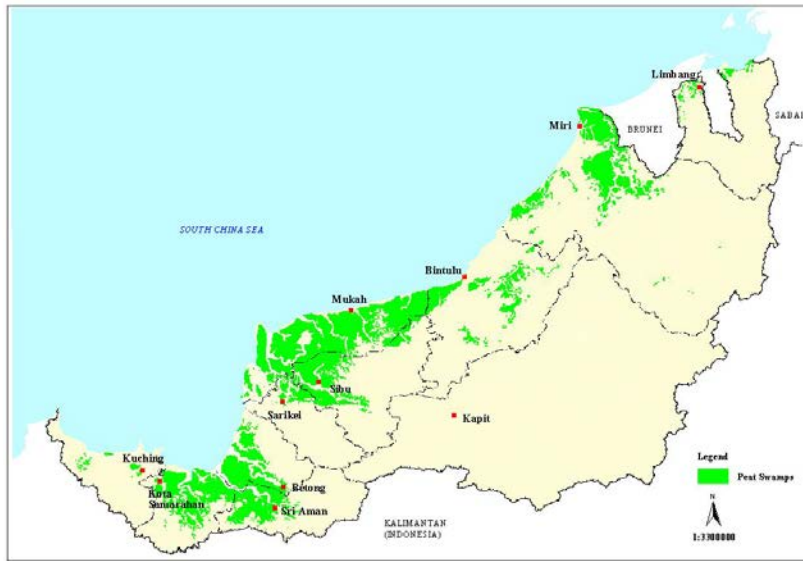 Limbang
Miri
BRUNEI
SABAH
SOUTH CHINA SEA
Bintulu
Mukah
Sibu
Sarikei
Kapit
Kuching
Kota
Samarahan
Betong
Sri Aman
KALIMANTAN
(INDONESIA)
Legend
Peat Swamps
N
1:3300000